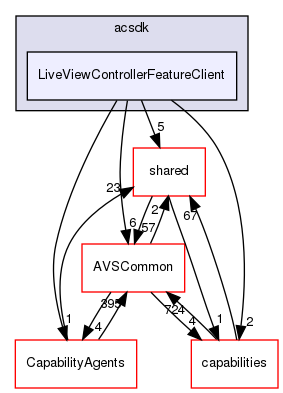 acsdk
LiveViewControllerFeatureClient
5
shared
23
2
67
6
57
AVSCommon
395
724
1
4
4
1
2
CapabilityAgents
capabilities